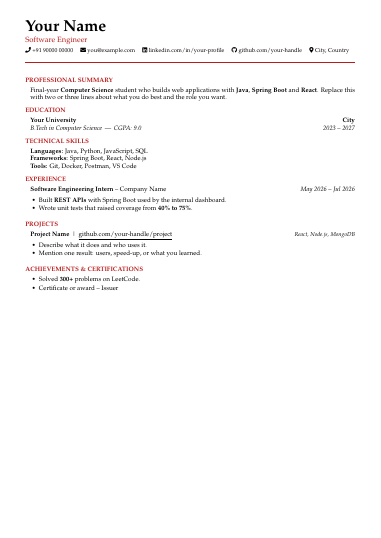 Your Name
Software Engineer
+91 90000 00000 you@example.com linkedin.com/in/your-profile github.com/your-handle City, Country
PROFESSIONAL SUMMARY
Final-year Computer Science student who builds web applications with Java, Spring Boot and React. Replace this
with two or three lines about what you do best and the role you want.
EDUCATION
Your University City
B.Tech in Computer Science — CGPA: 9.0 2023 – 2027
TECHNICAL SKILLS
Languages: Java, Python, JavaScript, SQL
Frameworks: Spring Boot, React, Node.js
Tools: Git, Docker, Postman, VS Code
EXPERIENCE
Software Engineering Intern – Company Name May 2026 – Jul 2026
• Built REST APIs with Spring Boot used by the internal dashboard.
• Wrote unit tests that raised coverage from 40% to 75%.
PROJECTS
Project Name | github.com/your-handle/project React, Node.js, MongoDB
• Describe what it does and who uses it.
• Mention one result: users, speed-up, or what you learned.
ACHIEVEMENTS & CERTIFICATIONS
• Solved 300+ problems on LeetCode.
• Certificate or award – Issuer